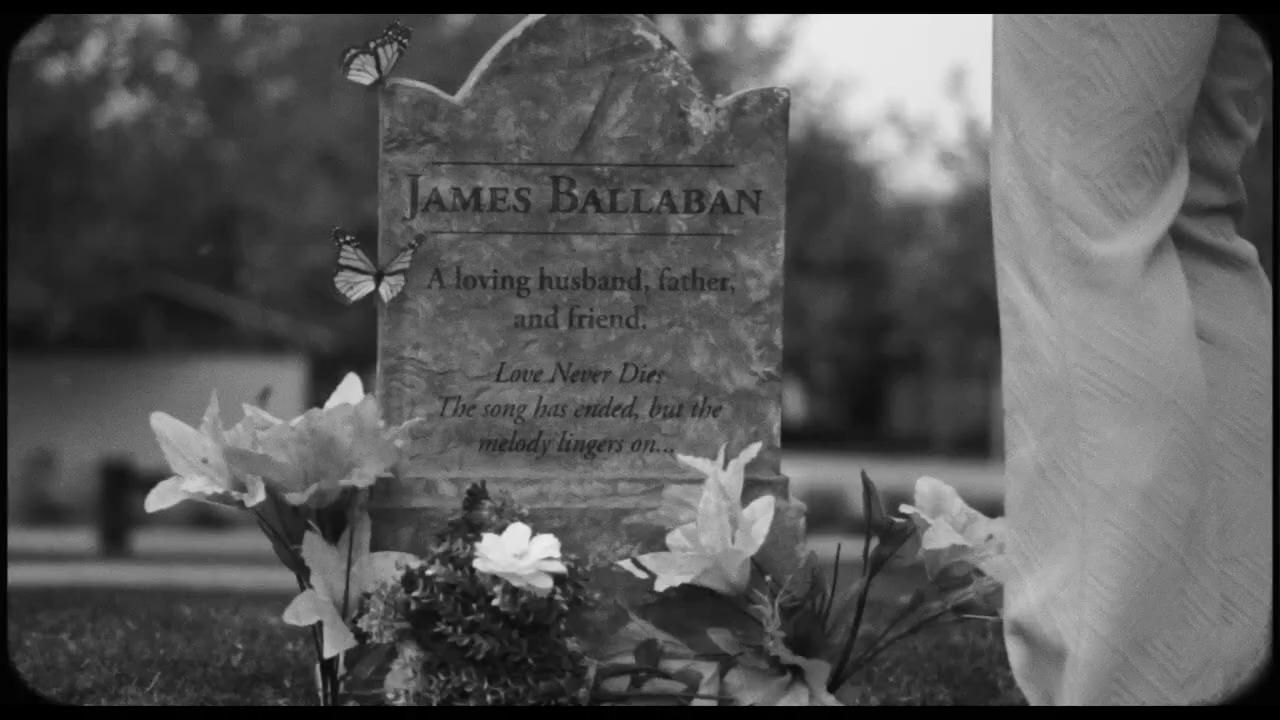 JAMES BALLABAN
A loving husband, father,
and friend.
Love Never Dies
The song has ended, but the
melody lingers on...